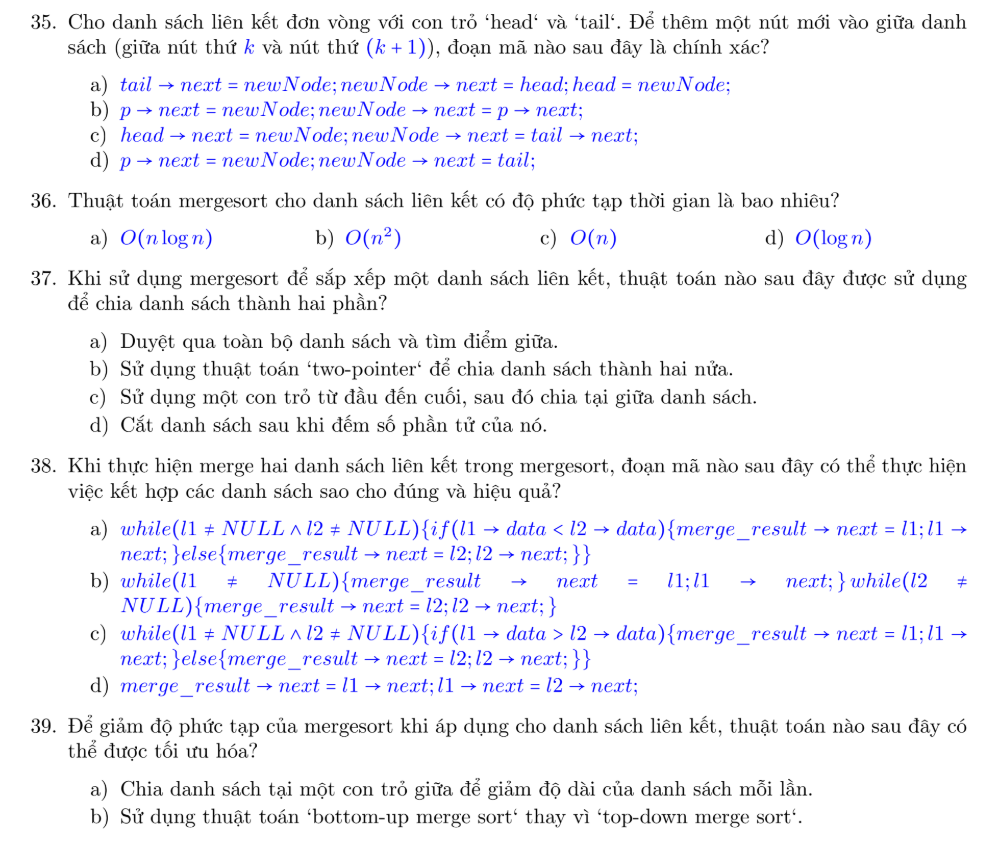 35. Cho danh sách liên kết đơn vòng với con trỏ ‘head‘ và ‘tail‘. Để thêm một nút mới vào giữa danh
sách (giữa nút thứ k và nút thứ (k + 1)), đoạn mã nào sau đây là chính xác?
a) tail → next = newNode; newNode → next = head; head = newNode;
b) p → next = newNode; newNode → next = p → next;
c) head → next = newNode; newNode → next = tail → next;
d) p → next = newNode; newNode → next = tail;
36. Thuật toán mergesort cho danh sách liên kết có độ phức tạp thời gian là bao nhiêu?
a) O(n log n) b) O(n²) c) O(n) d) O(log n)
37. Khi sử dụng mergesort để sắp xếp một danh sách liên kết, thuật toán nào sau đây được sử dụng
để chia danh sách thành hai phần?
a) Duyệt qua toàn bộ danh sách và tìm điểm giữa.
b) Sử dụng thuật toán ‘two-pointer‘ để chia danh sách thành hai nửa.
c) Sử dụng một con trỏ từ đầu đến cuối, sau đó chia tại giữa danh sách.
d) Cắt danh sách sau khi đếm số phần tử của nó.
38. Khi thực hiện merge hai danh sách liên kết trong mergesort, đoạn mã nào sau đây có thể thực hiện
việc kết hợp các danh sách sao cho đúng và hiệu quả?
a) while(l1 ≠ NULL ∧ l2 ≠ NULL){if(l1 → data < l2 → data){merge_result → next = l1; l1 →
next; }else{merge_result → next = l2; l2 → next; }}
b) while(l1 ≠ NULL){merge_result → next = l1; l1 → next; } while(l2 ≠
NULL){merge_result → next = l2; l2 → next; }
c) while(l1 ≠ NULL ∧ l2 ≠ NULL){if(l1 → data > l2 → data){merge_result → next = l1; l1 →
next; }else{merge_result → next = l2; l2 → next; }}
d) merge_result → next = l1 → next; l1 → next = l2 → next;
39. Để giảm độ phức tạp của mergesort khi áp dụng cho danh sách liên kết, thuật toán nào sau đây có
thể được tối ưu hóa?
a) Chia danh sách tại một con trỏ giữa để giảm độ dài của danh sách mỗi lần.
b) Sử dụng thuật toán ‘bottom-up merge sort‘ thay vì ‘top-down merge sort‘.